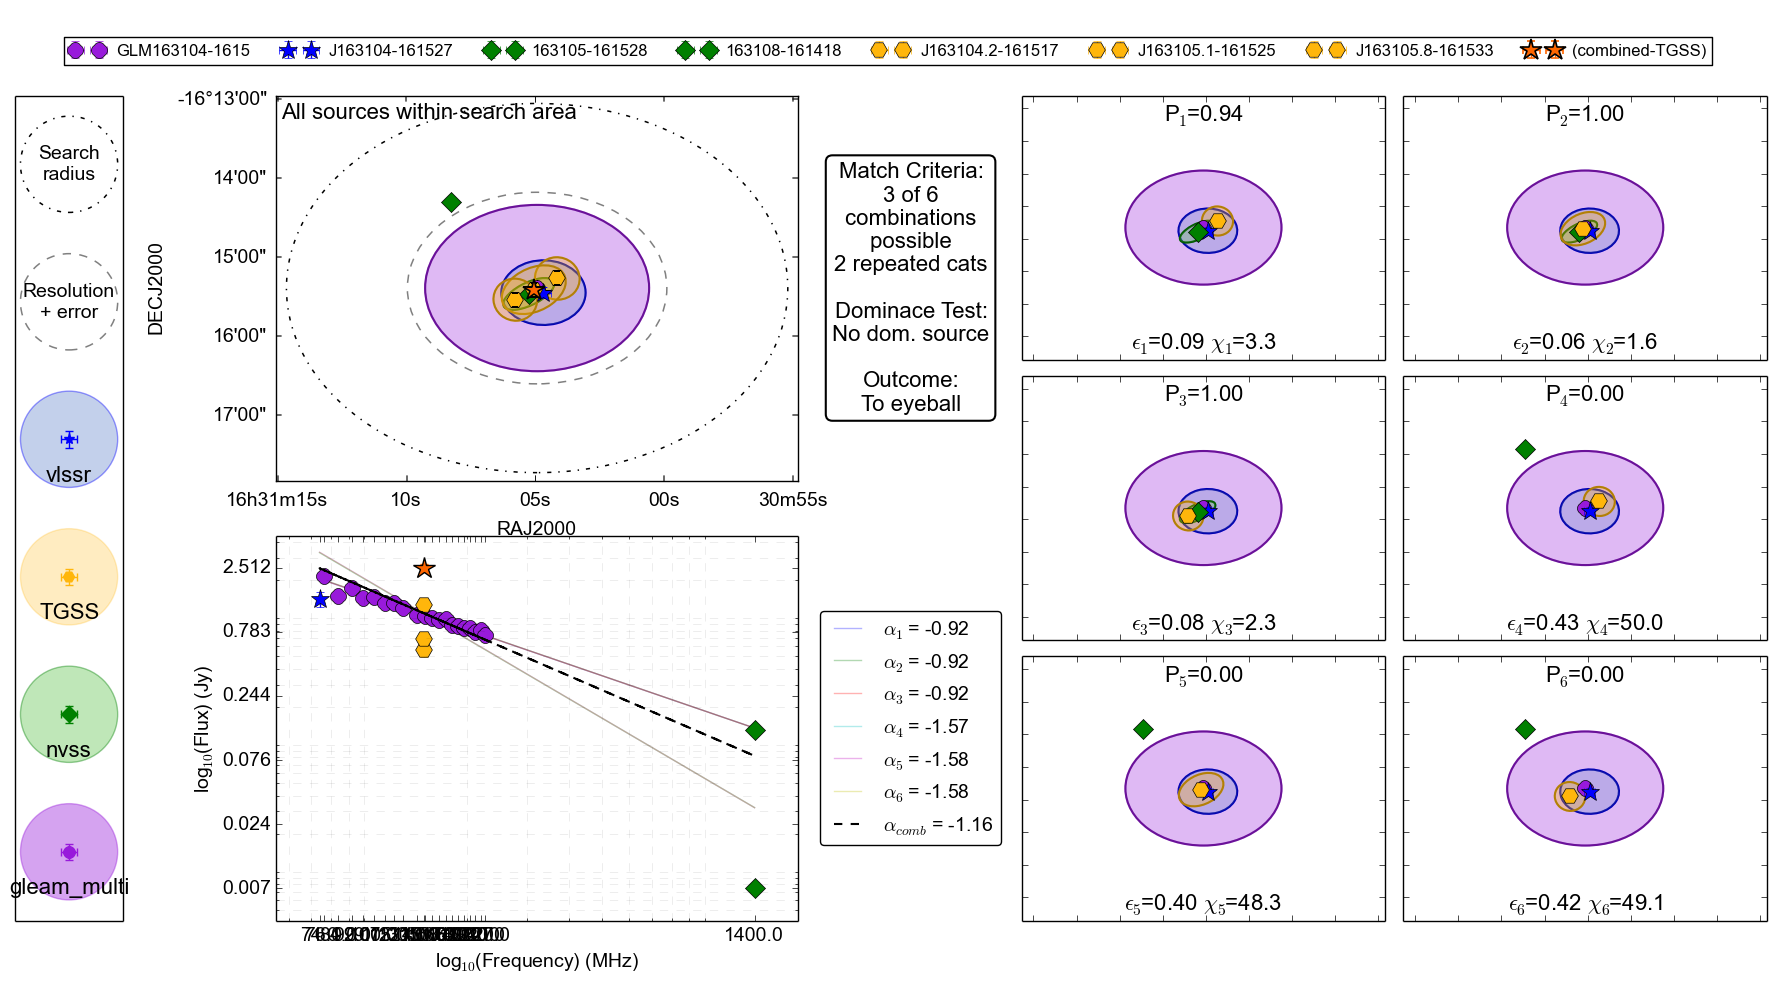 GLM163104-1615 J163104-161527 163105-161528 163108-161418 J163104.2-161517 J163105.1-161525 J163105.8-161533 (combined-TGSS)
Search
radius
Resolution
+ error
vlssr
TGSS
nvss
gleam_multi
All sources within search area
-16°13'00"
14'00"
15'00"
16'00"
17'00"
DECJ2000
16h31m15s 10s 05s 00s 30m55s
RAJ2000
Match Criteria:
3 of 6
combinations
possible
2 repeated cats
Dominace Test:
No dom. source
Outcome:
To eyeball
2.512
0.783
0.244
0.076
0.024
0.007
log₁₀(Flux) (Jy)
1400.0
log₁₀(Frequency) (MHz)
α₁ = -0.92
α₂ = -0.92
α₃ = -0.92
α₄ = -1.57
α₅ = -1.58
α₆ = -1.58
α_comb = -1.16
P₁=0.94
ϵ₁=0.09 χ₁=3.3
P₂=1.00
ϵ₂=0.06 χ₂=1.6
P₃=1.00
ϵ₃=0.08 χ₃=2.3
P₄=0.00
ϵ₄=0.43 χ₄=50.0
P₅=0.00
ϵ₅=0.40 χ₅=48.3
P₆=0.00
ϵ₆=0.42 χ₆=49.1